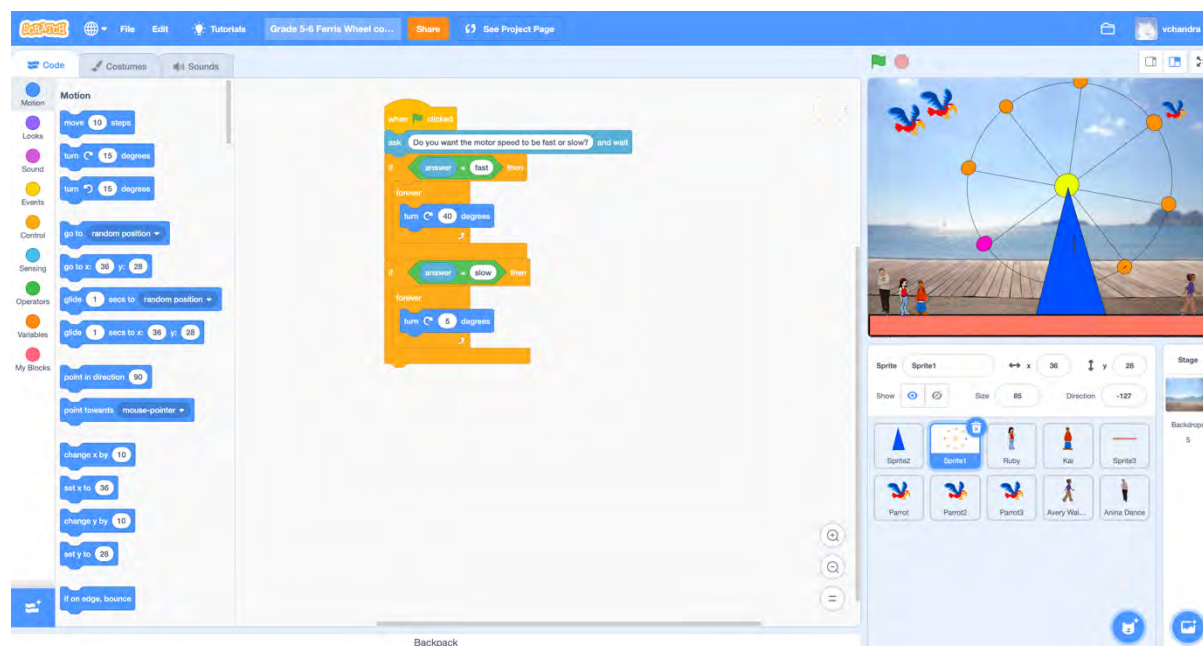 SCRATCH File Edit Tutorials Grade 5-6 Ferris Wheel co... Share See Project Page vchandra
Code Costumes Sounds
Motion
Looks
Sound
Events
Control
Sensing
Operators
Variables
My Blocks
Motion
move 10 steps
turn 15 degrees
turn 15 degrees
go to random position
go to x: 36 y: 28
glide 1 secs to random position
glide 1 secs to x: 36 y: 28
point in direction 90
point towards mouse-pointer
change x by 10
set x to 36
change y by 10
set y to 28
if on edge, bounce
when clicked
ask Do you want the motor speed to be fast or slow? and wait
if answer = fast then
forever
turn 40 degrees
if answer = slow then
forever
turn 5 degrees
Backpack
Sprite Sprite1 x 36 y 28
Show Size 85 Direction -127
Sprite2 Sprite1 Ruby Kai Sprite3
Parrot Parrot2 Parrot3 Avery Wal... Anina Dance
Stage
Backdrops
5